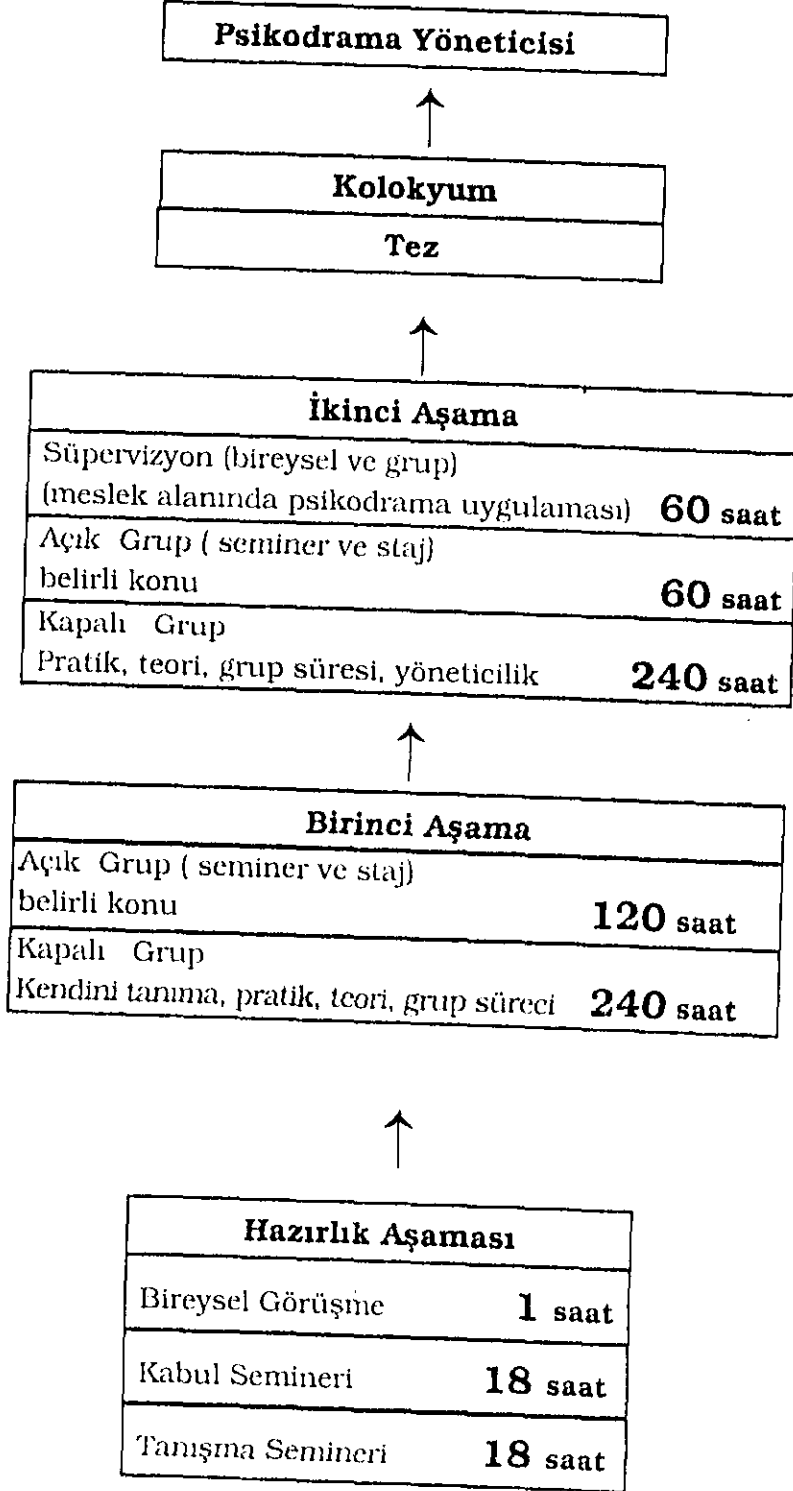 Psikodrama Yöneticisi
Kolokyum
Tez
İkinci Aşama
Süpervizyon (bireysel ve grup)
(meslek alanında psikodrama uygulaması) 60 saat
Açık Grup ( seminer ve staj)
belirli konu 60 saat
Kapalı Grup
Pratik, teori, grup süresi, yöneticilik 240 saat
Birinci Aşama
Açık Grup ( seminer ve staj)
belirli konu 120 saat
Kapalı Grup
Kendini tanıma, pratik, teori, grup süreci 240 saat
Hazırlık Aşaması
Bireysel Görüşme 1 saat
Kabul Semineri 18 saat
Tanışma Semineri 18 saat